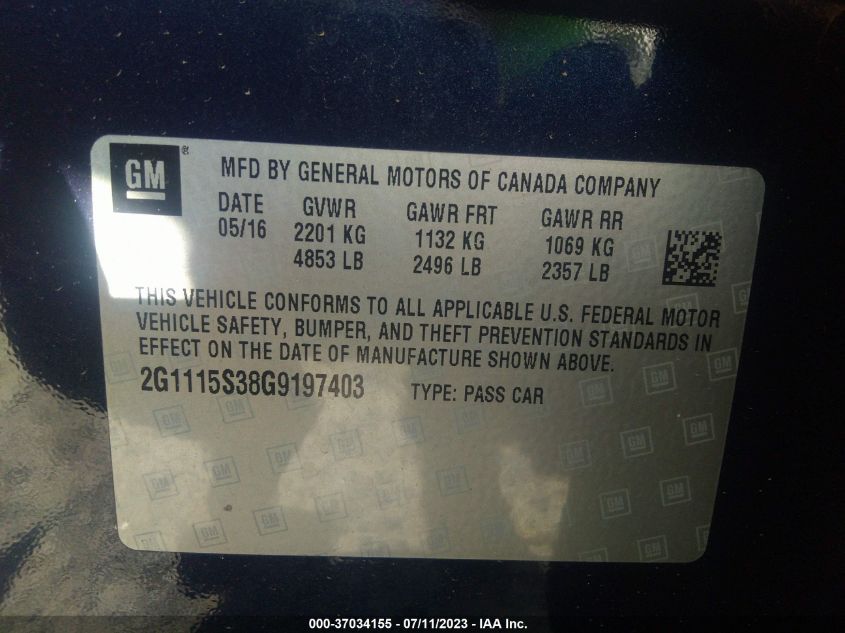 GM ® MFD BY GENERAL MOTORS OF CANADA COMPANY
DATE GVWR GAWR FRT GAWR RR
05/16 2201 KG 1132 KG 1069 KG
4853 LB 2496 LB 2357 LB
THIS VEHICLE CONFORMS TO ALL APPLICABLE U.S. FEDERAL MOTOR
VEHICLE SAFETY, BUMPER, AND THEFT PREVENTION STANDARDS IN
EFFECT ON THE DATE OF MANUFACTURE SHOWN ABOVE.
2G1115S38G9197403 TYPE: PASS CAR
000-37034155 - 07/11/2023 - IAA Inc.